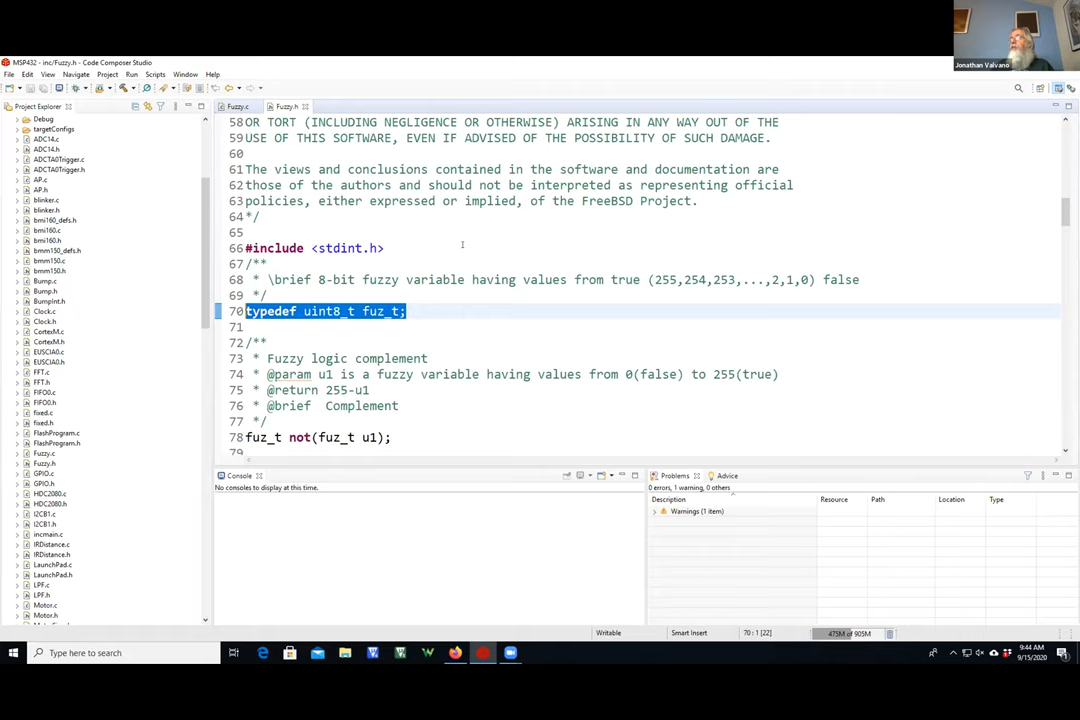 Jonathan Valvano
MSP432 - inc/Fuzzy.h - Code Composer Studio
File Edit View Navigate Project Run Scripts Window Help
Project Explorer
Debug
targetConfigs
ADC14.c
ADC14.h
ADCTA0Trigger.c
ADCTA0Trigger.h
AP.c
AP.h
blinker.c
blinker.h
bmi160_defs.h
bmi160.c
bmi160.h
bmm150_defs.h
bmm150.c
bmm150.h
Bump.c
Bump.h
BumpInt.h
Clock.c
Clock.h
CortexM.c
CortexM.h
EUSCIA0.c
EUSCIA0.h
FFT.c
FFT.h
FIFO0.c
FIFO0.h
fixed.c
fixed.h
FlashProgram.c
FlashProgram.h
Fuzzy.c
Fuzzy.h
GPIO.c
GPIO.h
HDC2080.c
HDC2080.h
I2CB1.c
I2CB1.h
incmain.c
IRDistance.c
IRDistance.h
LaunchPad.c
LaunchPad.h
LPF.c
LPF.h
Motor.c
Motor.h
Fuzzy.c Fuzzy.h
58 OR TORT (INCLUDING NEGLIGENCE OR OTHERWISE) ARISING IN ANY WAY OUT OF THE
59 USE OF THIS SOFTWARE, EVEN IF ADVISED OF THE POSSIBILITY OF SUCH DAMAGE.
60
61 The views and conclusions contained in the software and documentation are
62 those of the authors and should not be interpreted as representing official
63 policies, either expressed or implied, of the FreeBSD Project.
64 */
65
66 #include <stdint.h>
67 /**
68 * \brief 8-bit fuzzy variable having values from true (255,254,253,...,2,1,0) false
69 */
70 typedef uint8_t fuz_t;
71
72 /**
73 * Fuzzy logic complement
74 * @param u1 is a fuzzy variable having values from 0(false) to 255(true)
75 * @return 255-u1
76 * @brief Complement
77 */
78 fuz_t not(fuz_t u1);
79
Console
No consoles to display at this time.
Problems Advice
0 errors, 1 warning, 0 others
Description Resource Path Location Type
Warnings (1 item)
Writable Smart Insert 70 : 1 [22] 475M of 905M
Type here to search
9:44 AM
9/15/2020